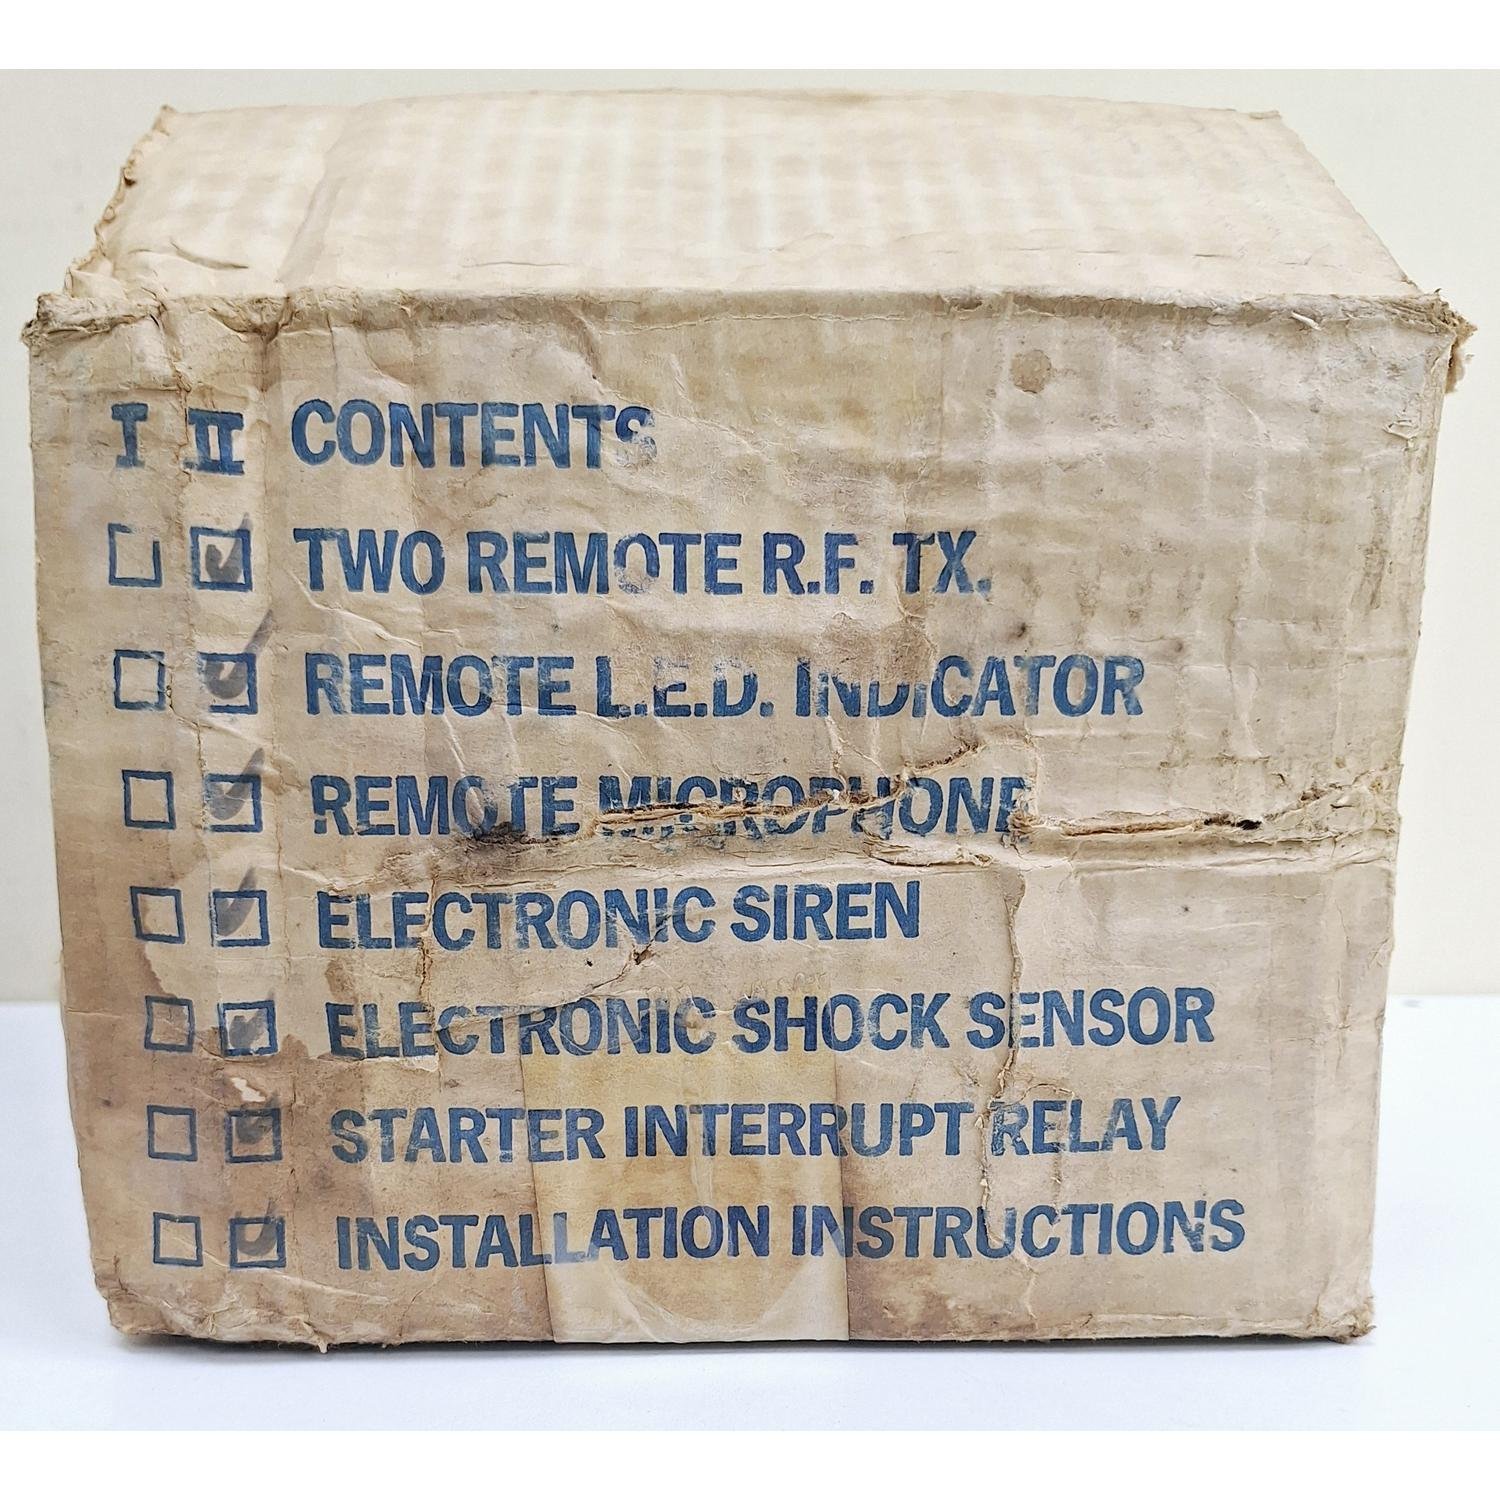 I II CONTENTS
TWO REMOTE R.F. TX.
REMOTE L.E.D. INDICATOR
REMOTE MICROPHONE
ELECTRONIC SIREN
ELECTRONIC SHOCK SENSOR
STARTER INTERRUPT RELAY
INSTALLATION INSTRUCTIONS